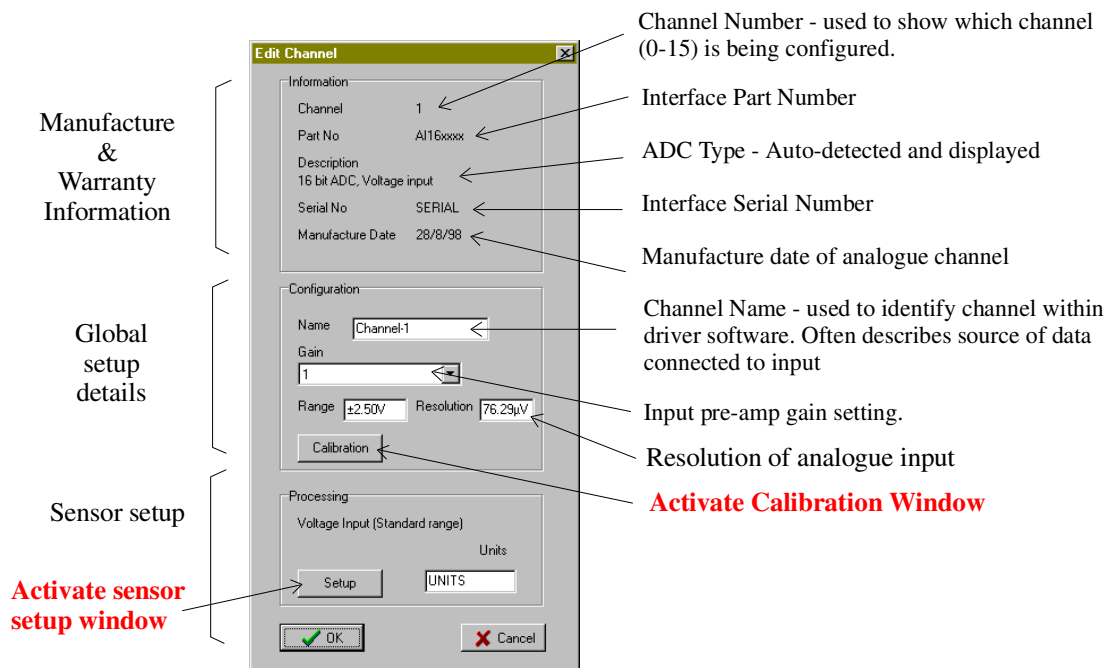 Channel Number - used to show which channel
(0-15) is being configured.
Edit Channel
Information
Channel 1
Part No AI16xxxx
Description
16 bit ADC, Voltage input
Serial No SERIAL
Manufacture Date 28/8/98
Manufacture
&
Warranty
Information
Interface Part Number
ADC Type - Auto-detected and displayed
Interface Serial Number
Manufacture date of analogue channel
Configuration
Name Channel-1
Gain
1
Range ±2.50V Resolution 76.29µV
Calibration
Global
setup
details
Channel Name - used to identify channel within
driver software. Often describes source of data
connected to input
Input pre-amp gain setting.
Resolution of analogue input
Activate Calibration Window
Processing
Voltage Input (Standard range)
Units
Setup UNITS
Sensor setup
Activate sensor
setup window
OK Cancel